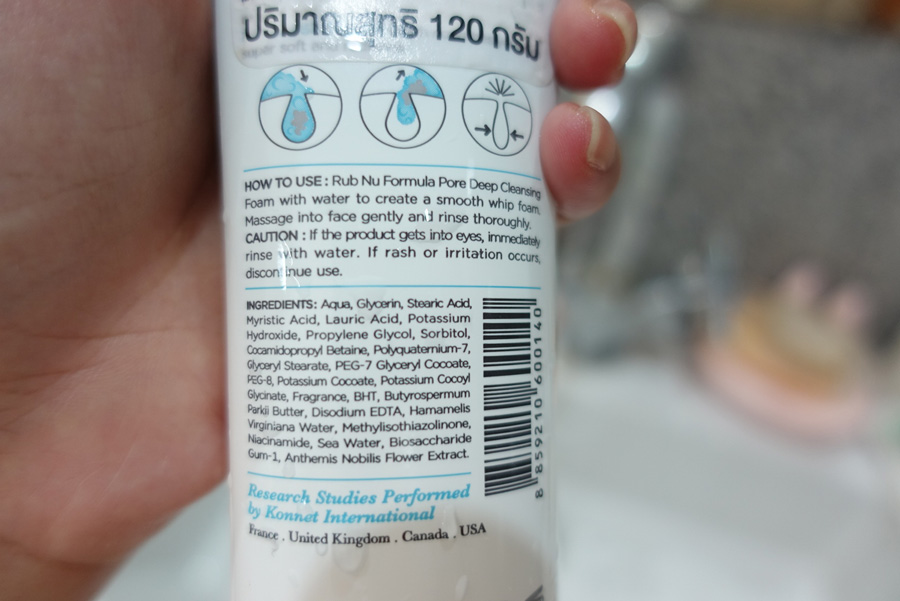 ปริมาณสุทธิ 120 กรัม
HOW TO USE : Rub Nu Formula Pore Deep Cleansing
Foam with water to create a smooth whip foam.
Massage into face gently and rinse thoroughly.
CAUTION : If the product gets into eyes, immediately
rinse with water. If rash or irritation occurs,
discontinue use.
INGREDIENTS: Aqua, Glycerin, Stearic Acid,
Myristic Acid, Lauric Acid, Potassium
Hydroxide, Propylene Glycol, Sorbitol,
Cocamidopropyl Betaine, Polyquaternium-7,
Glyceryl Stearate, PEG-7 Glyceryl Cocoate,
PEG-8, Potassium Cocoate, Potassium Cocoyl
Glycinate, Fragrance, BHT, Butyrospermum
Parkii Butter, Disodium EDTA, Hamamelis
Virginiana Water, Methylisothiazolinone,
Niacinamide, Sea Water, Biosaccharide
Gum-1, Anthemis Nobilis Flower Extract.
8 859210 600140
Research Studies Performed
by Konnet International
France . United Kingdom . Canada . USA